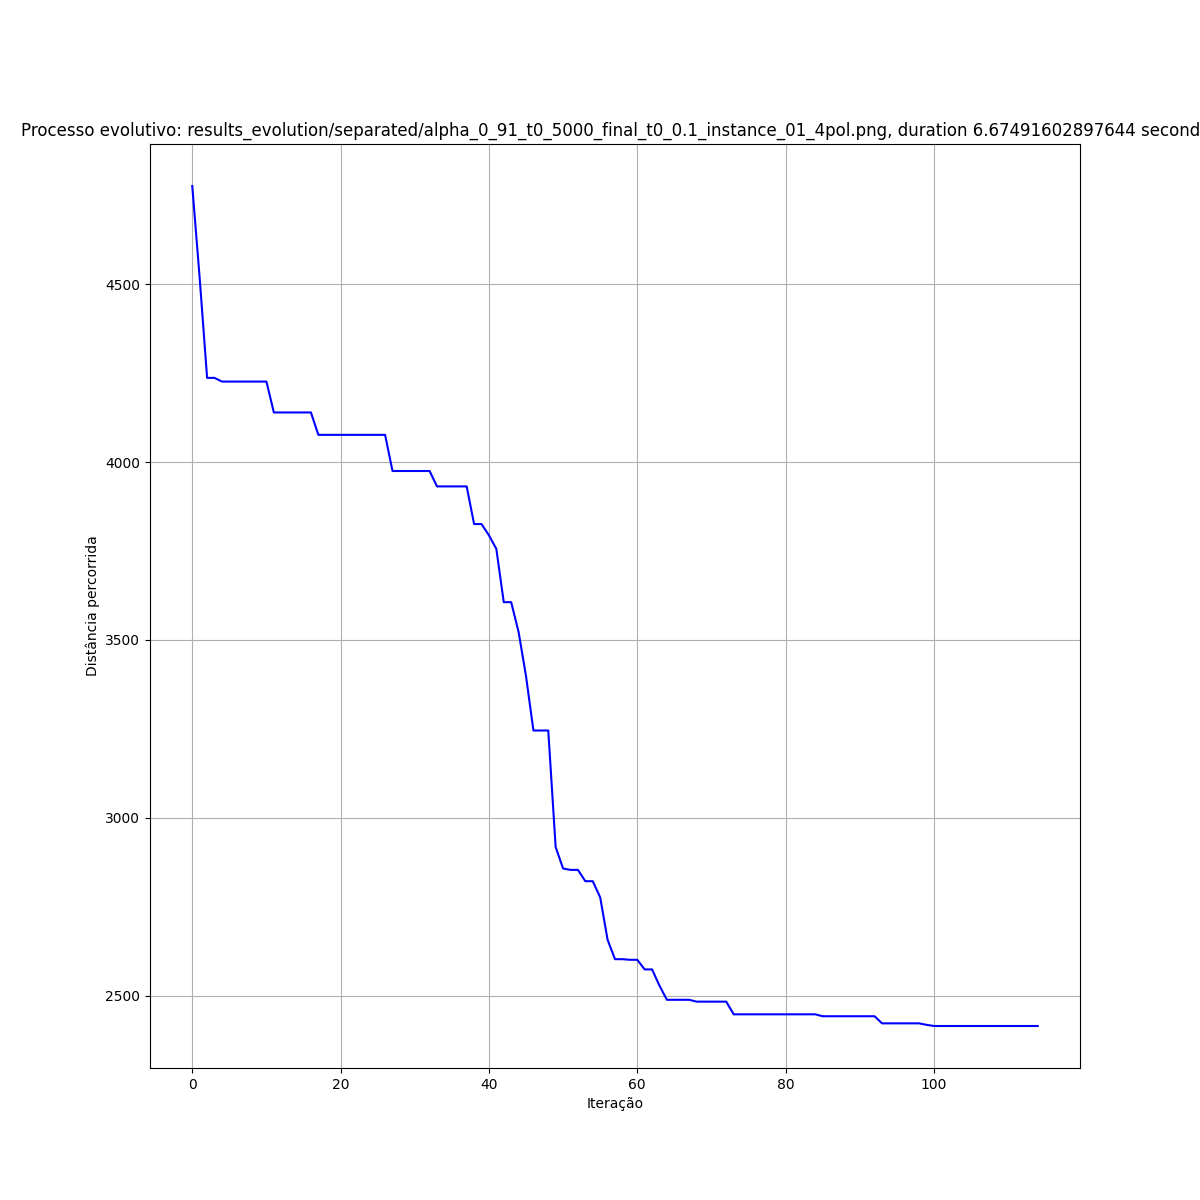 Processo evolutivo: results_evolution/separated/alpha_0_91_t0_5000_final_t0_0.1_instance_01_4pol.png, duration 6.67491602897644 second
4500
4000
3500
3000
2500
Distância percorrida
0 20 40 60 80 100
Iteração